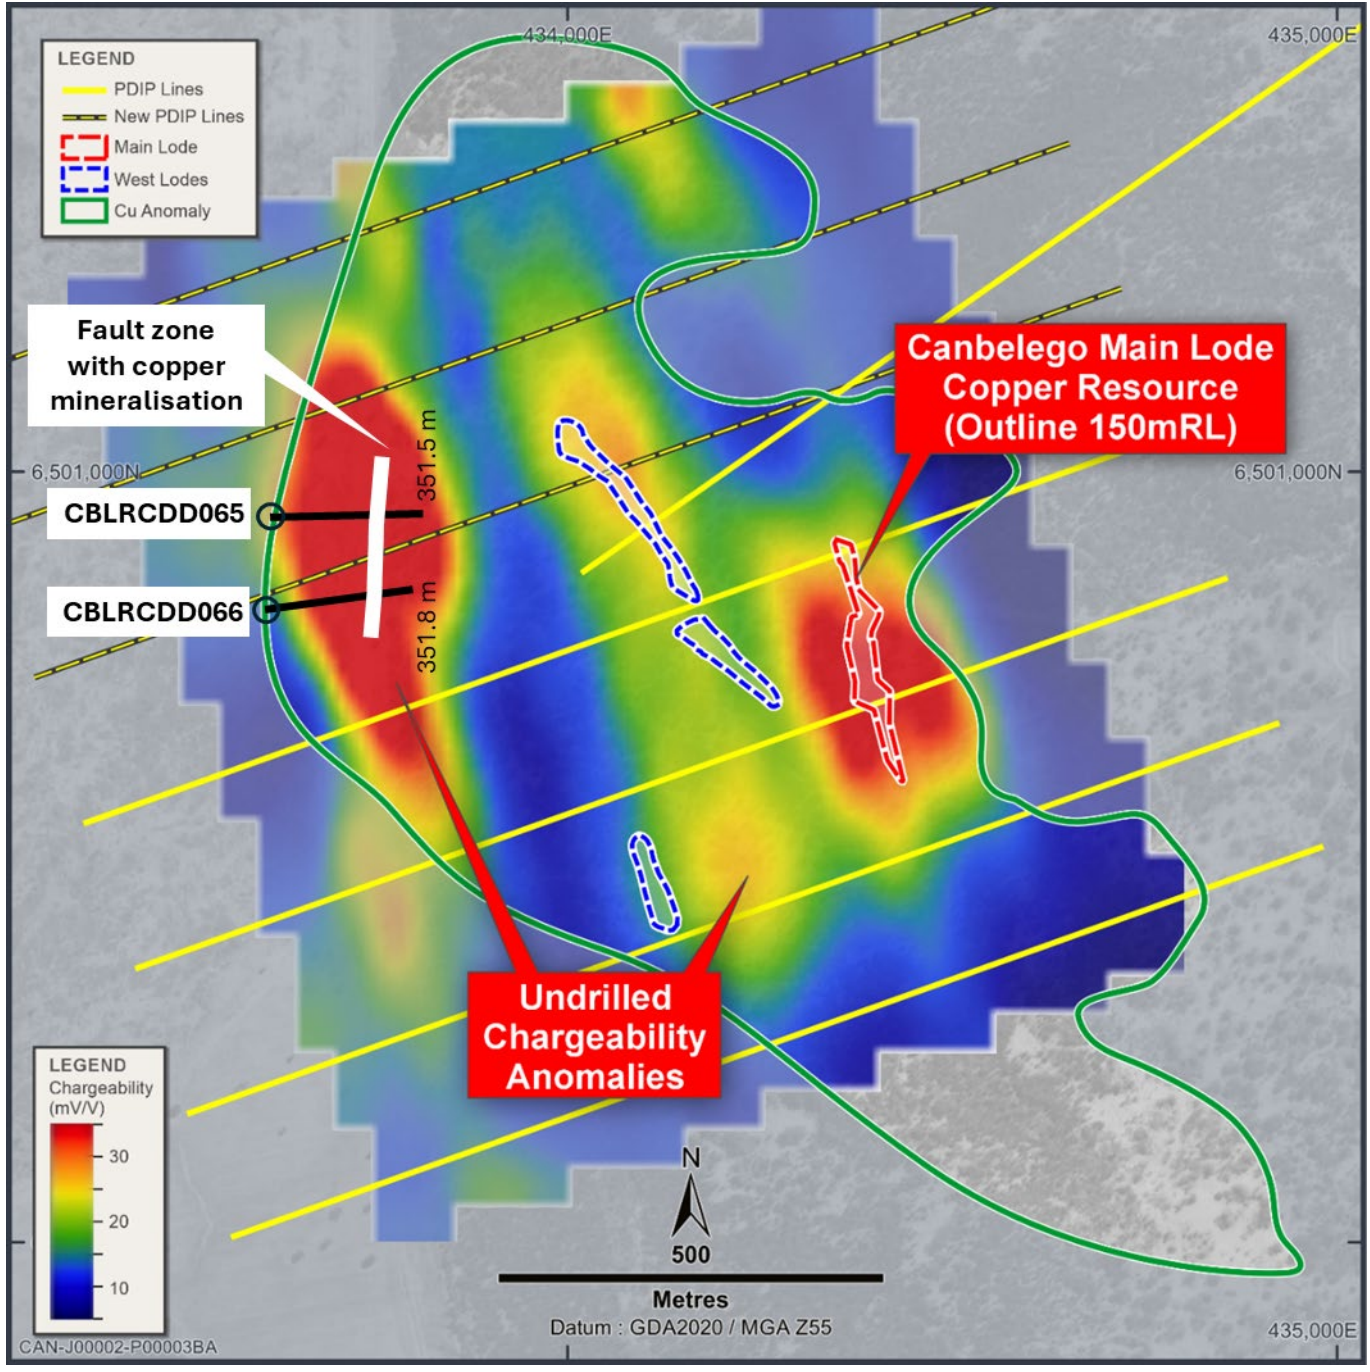 434,000E
435,000E
LEGEND
PDIP Lines
New PDIP Lines
Main Lode
West Lodes
Cu Anomaly
Fault zone
with copper
mineralisation
Canbelego Main Lode
Copper Resource
(Outline 150mRL)
351.5 m
6,501,000N
6,501,000N
CBLRCDD065
CBLRCDD066
351.8 m
Undrilled
Chargeability
Anomalies
LEGEND
Chargeability
(mV/V)
30
20
10
N
500
Metres
Datum : GDA2020 / MGA Z55
435,000E
CAN-J00002-P00003BA